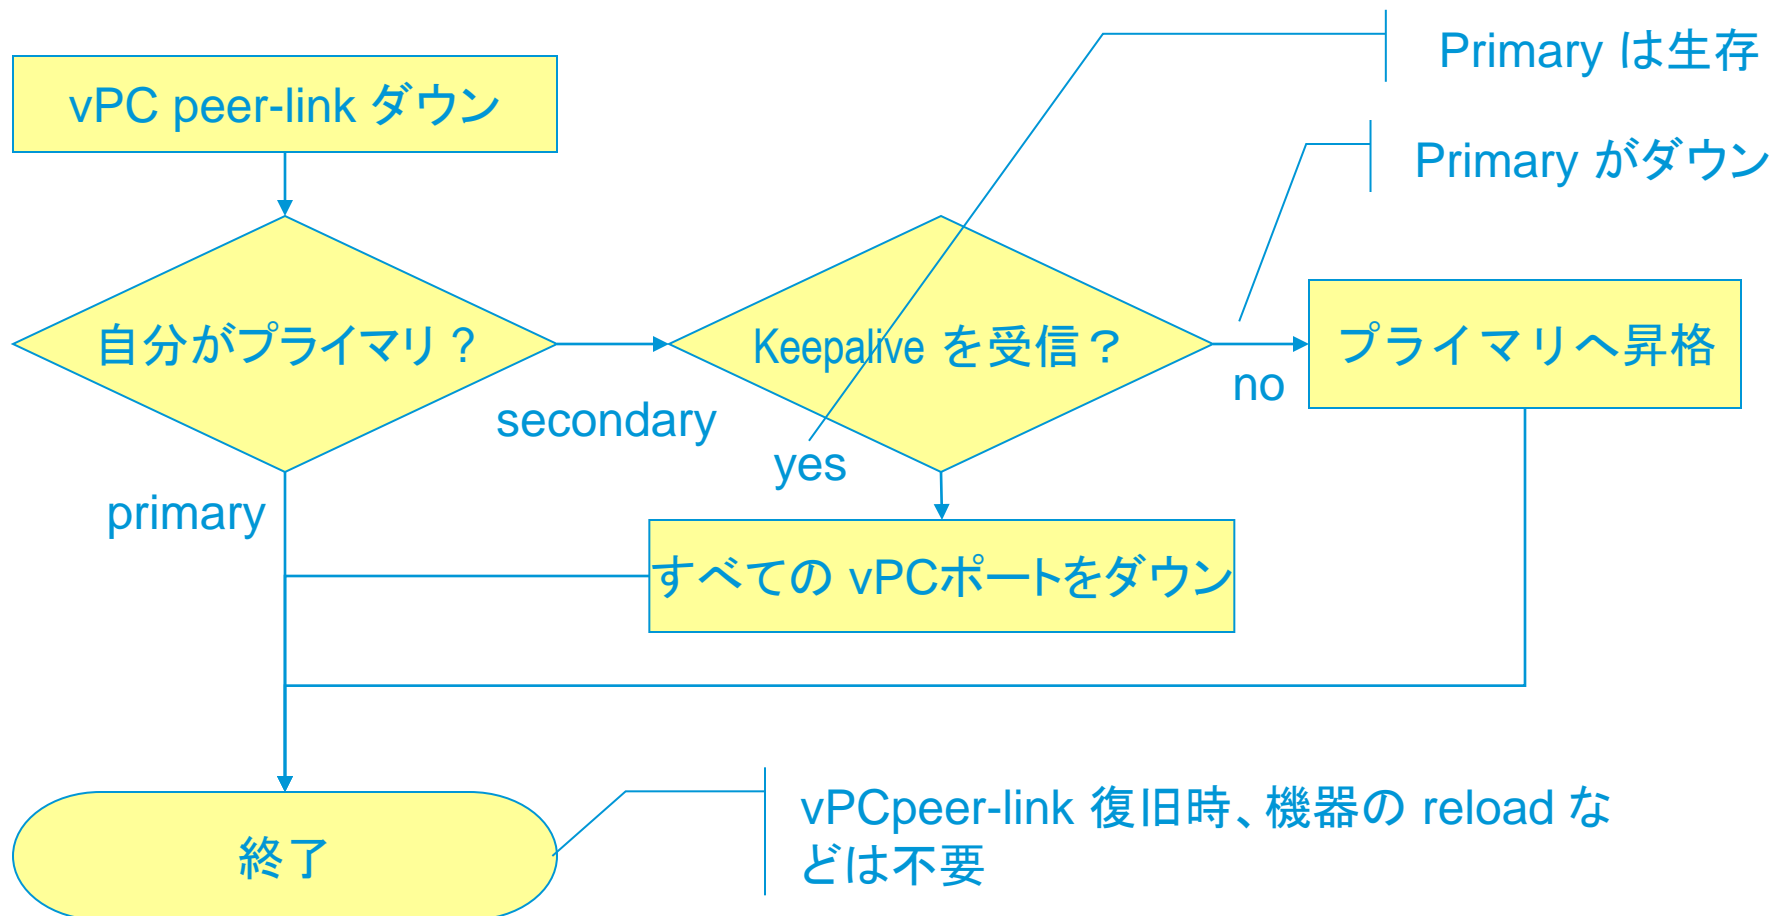 Primary は生存
vPC peer-link ダウン
Primary がダウン
自分がプライマリ？
Keepalive を受信？
プライマリへ昇格
no
secondary
yes
primary
すべての vPCポートをダウン
vPCpeer-link 復旧時、機器の reload な
どは不要
終了